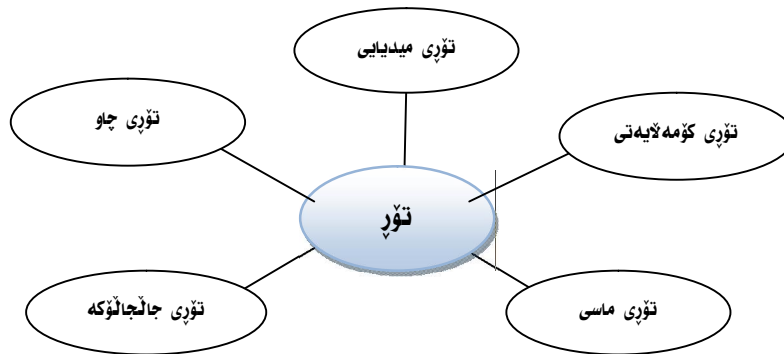 تۆڕی میدیایی
تۆڕی کۆمەڵایەتی
تۆڕی چاو
تۆڕ
تۆڕی ماسی
تۆڕی جاڵجاڵۆکە